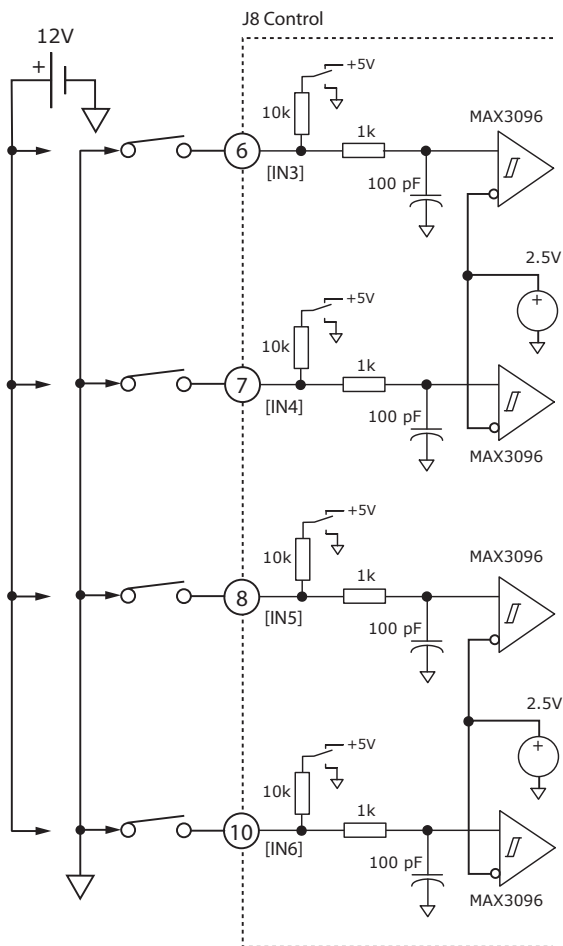 J8 Control
12V
+
+5V
10k
1k
MAX3096
6
[IN3]
100 pF
2.5V
+
+5V
10k
1k
7
[IN4]
100 pF
MAX3096
+5V
10k
1k
MAX3096
8
[IN5]
100 pF
2.5V
+
+5V
10k
1k
10
[IN6]
100 pF
MAX3096